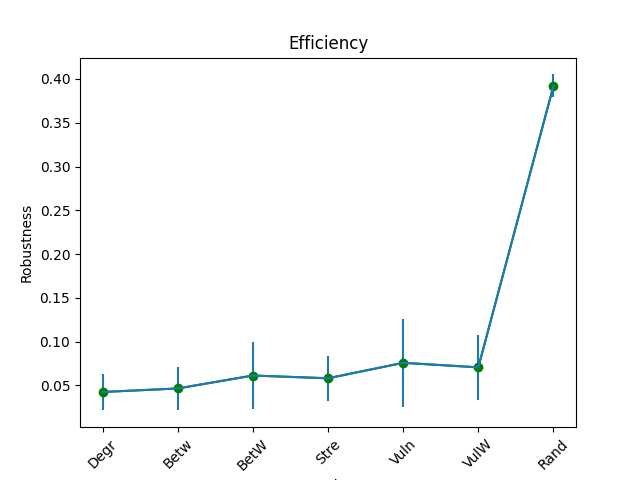 Efficiency
0.40
0.35
0.30
0.25
0.20
0.15
0.10
0.05
Robustness
Degr
Betw
BetW
Stre
Vuln
VulW
Rand